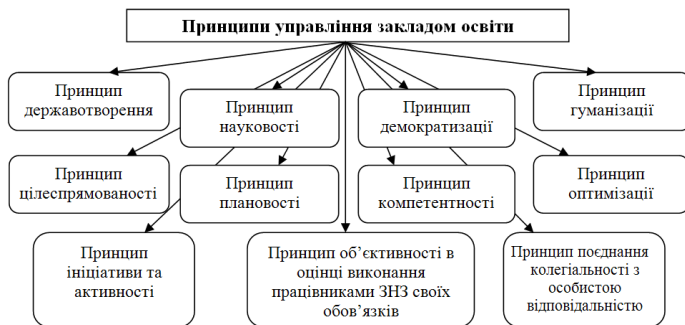 Принципи управління закладом освіти
Принцип
державотворення
Принцип
науковості
Принцип
демократизації
Принцип
гуманізації
Принцип
цілеспрямованості
Принцип
плановості
Принцип
компетентності
Принцип
оптимізації
Принцип
ініціативи та
активності
Принцип об’єктивності в
оцінці виконання
працівниками ЗНЗ своїх
обов’язків
Принцип поєднання
колегіальності з
особистою
відповідальністю